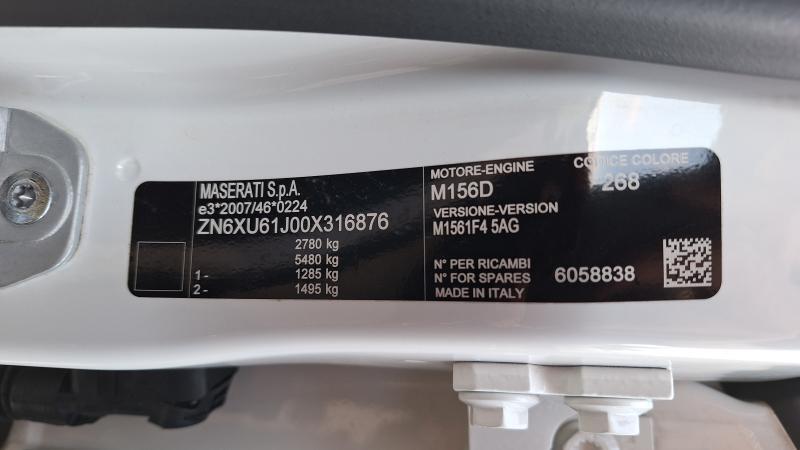 MASERATI S.p.A.
e3*2007/46*0224
ZN6XU61J00X316876
2780 kg
5480 kg
1- 1285 kg
2- 1495 kg
MOTORE-ENGINE
M156D
VERSIONE-VERSION
M1561F4 5AG
N° PER RICAMBI
N° FOR SPARES 6058838
MADE IN ITALY
CODICE COLORE
268